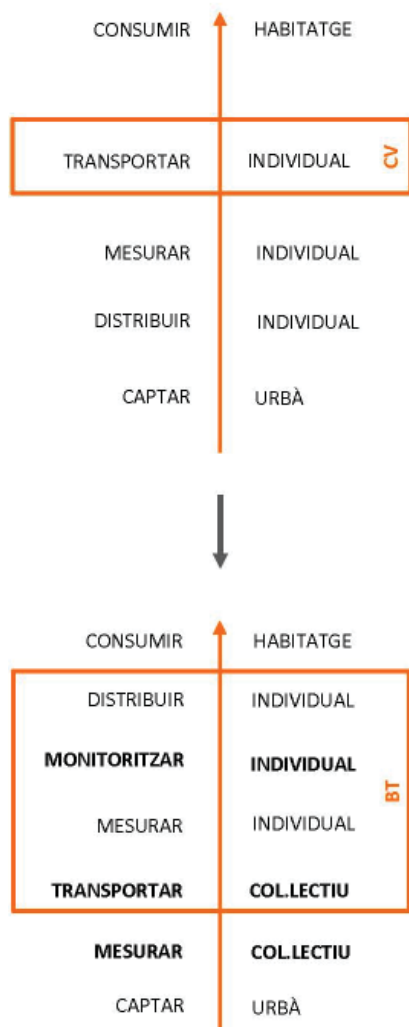 CONSUMIR HABITATGE
TRANSPORTAR INDIVIDUAL CV
MESURAR INDIVIDUAL
DISTRIBUIR INDIVIDUAL
CAPTAR URBÀ
CONSUMIR HABITATGE
DISTRIBUIR INDIVIDUAL
MONITORITZAR INDIVIDUAL
BT
MESURAR INDIVIDUAL
TRANSPORTAR COL.LECTIU
MESURAR COL.LECTIU
CAPTAR URBÀ